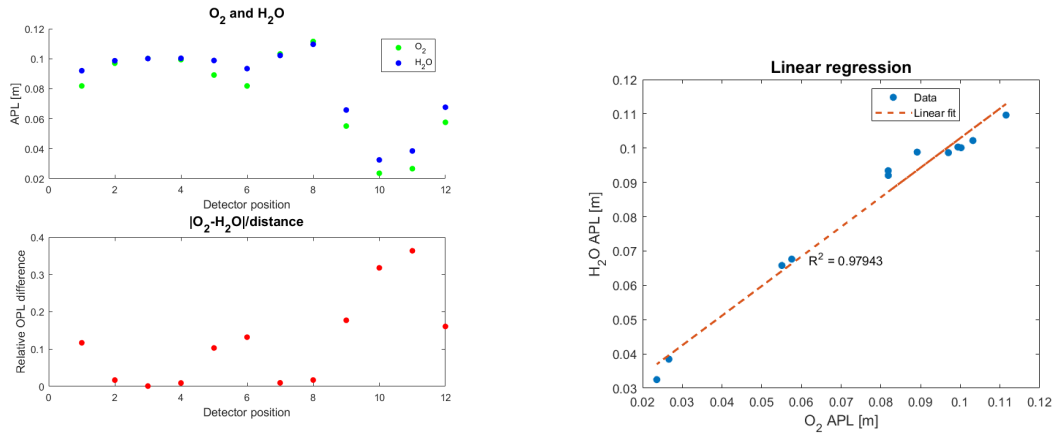 O₂ and H₂O
0.12
0.1
0.08
0.06
0.04
0.02
APL [m]
O₂
H₂O
0 2 4 6 8 10 12
Detector position
|O₂-H₂O|/distance
0.4
0.3
0.2
0.1
0
Relative OPL difference
0 2 4 6 8 10 12
Detector position
Linear regression
0.12
0.11
0.1
0.09
0.08
0.07
0.06
0.05
0.04
0.03
H₂O APL [m]
Data
Linear fit
R² = 0.97943
0.02 0.03 0.04 0.05 0.06 0.07 0.08 0.09 0.1 0.11 0.12
O₂ APL [m]